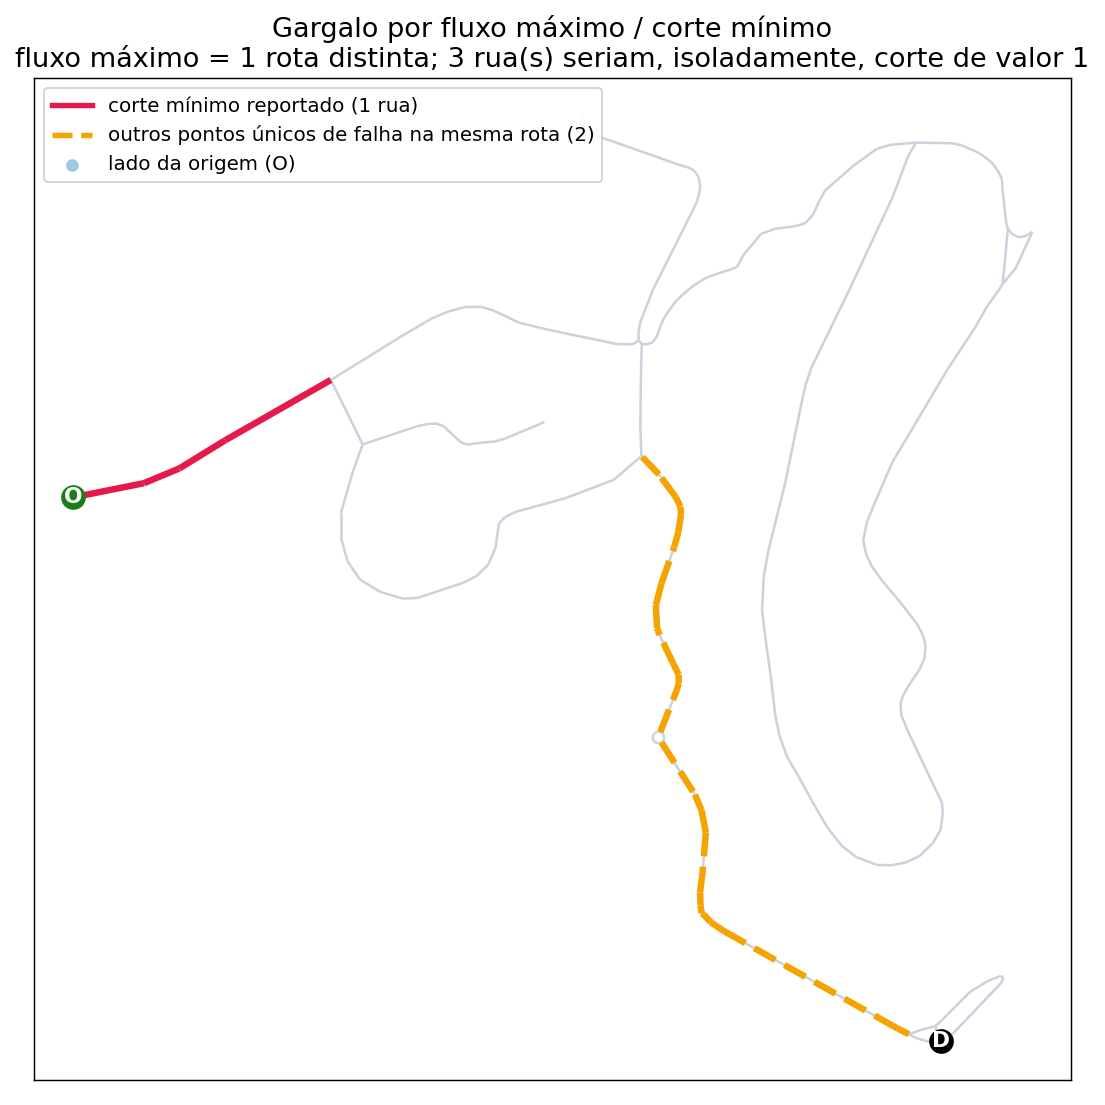 Gargalo por fluxo máximo / corte mínimo
fluxo máximo = 1 rota distinta; 3 rua(s) seriam, isoladamente, corte de valor 1
corte mínimo reportado (1 rua)
outros pontos únicos de falha na mesma rota (2)
lado da origem (O)
O
D